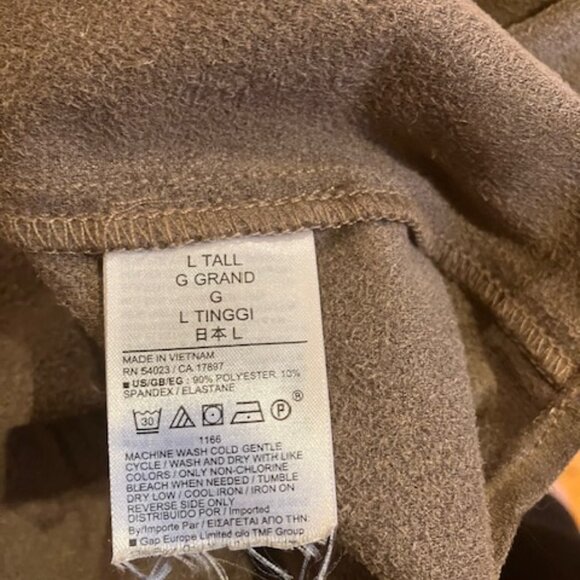 L TALL
G GRAND
G
L TINGGI
日本 L
MADE IN VIETNAM
RN 54023 / CA 17897
■ US/GB/EG : 90% POLYESTER, 10%
SPANDEX / ELASTANE
30 P ®
1166
MACHINE WASH COLD GENTLE
CYCLE / WASH AND DRY WITH LIKE
COLORS / ONLY NON-CHLORINE
BLEACH WHEN NEEDED / TUMBLE
DRY LOW / COOL IRON / IRON ON
REVERSE SIDE ONLY
DISTRIBUIDO POR / Imported
By/Importe Par / ΕΙΣΑΓΕΤΑΙ ΑΠΟ ΤΗΝ
■ Gap Europe Limited c/o TMF Group